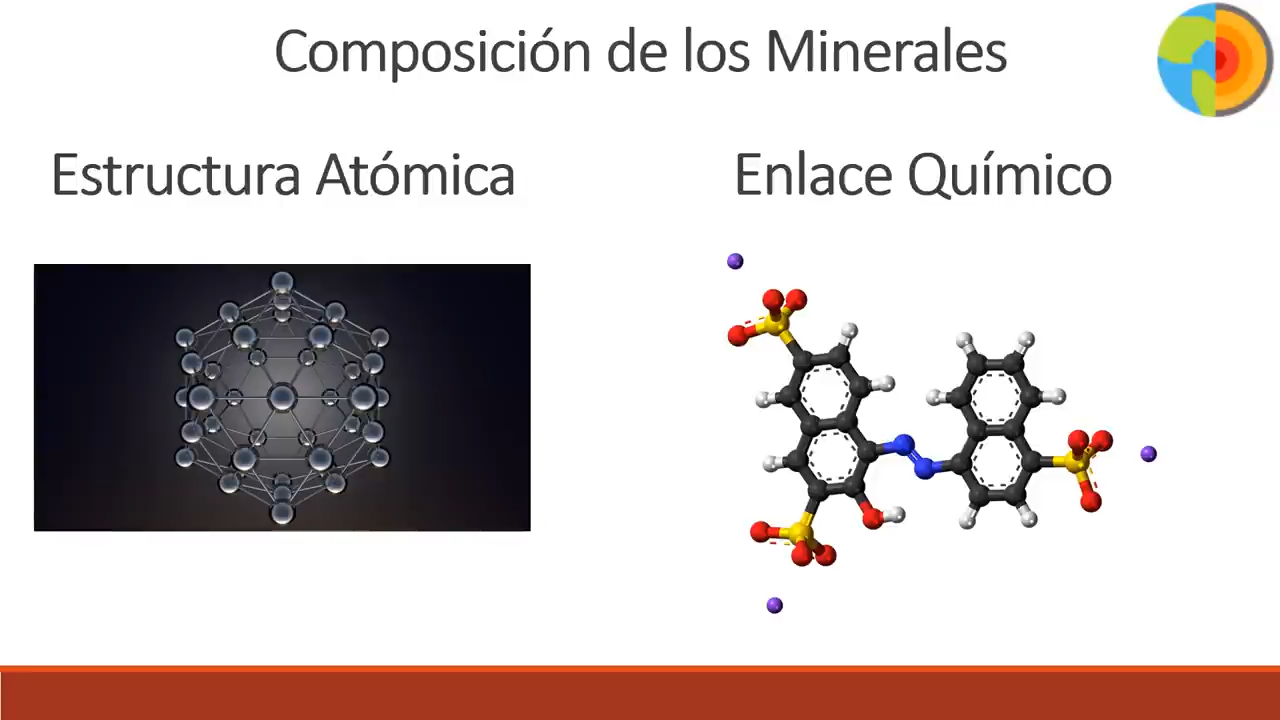 Composición de los Minerales
Estructura Atómica
Enlace Químico